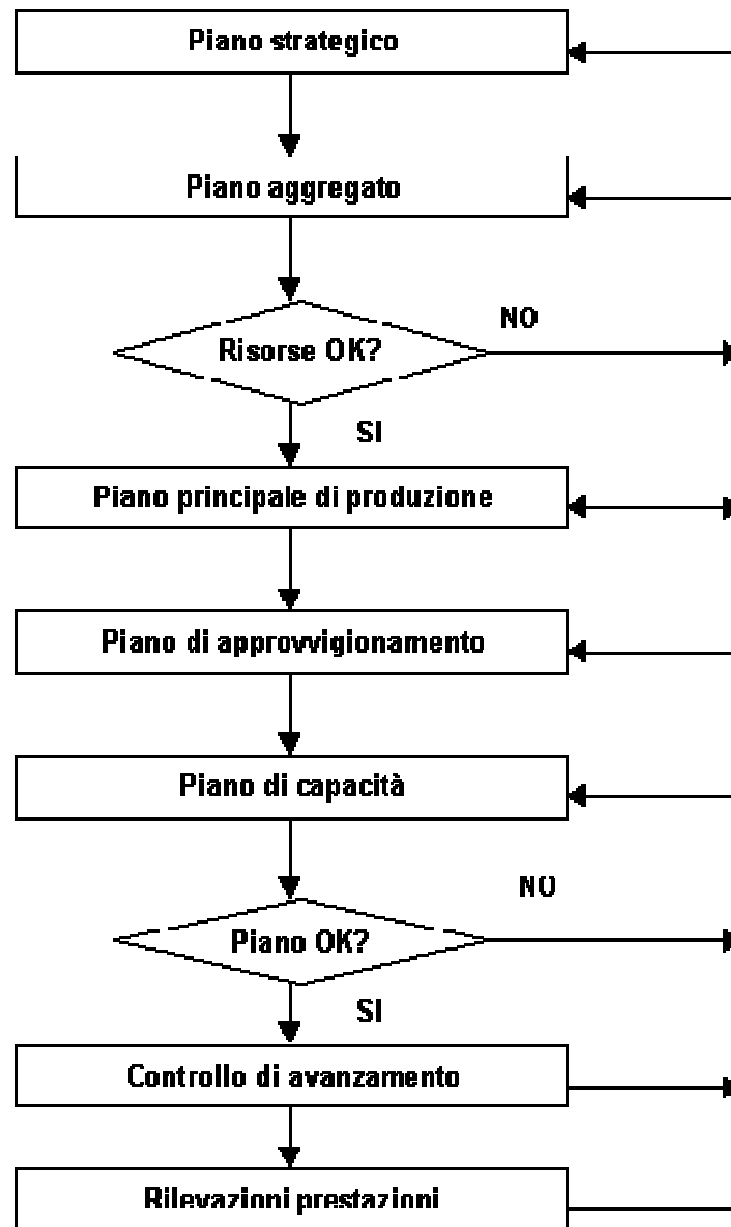 Piano strategico
Piano aggregato
NO
Risorse OK?
SI
Piano principale di produzione
Piano di approvvigionamento
Piano di capacità
NO
Piano OK?
SI
Controllo di avanzamento
Rilevazioni prestazioni